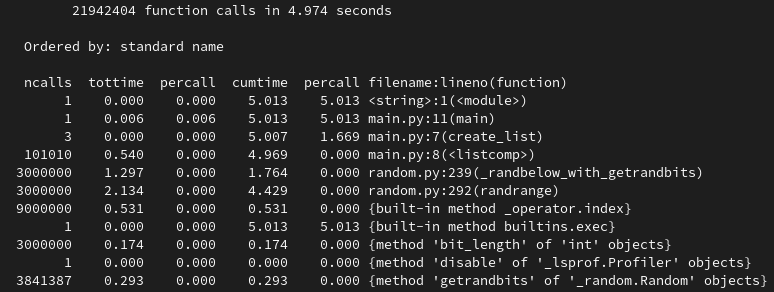 21942404 function calls in 4.974 seconds
Ordered by: standard name
ncalls tottime percall cumtime percall filename:lineno(function)
1 0.000 0.000 5.013 5.013 <string>:1(<module>)
1 0.006 0.006 5.013 5.013 main.py:11(main)
3 0.000 0.000 5.007 1.669 main.py:7(create_list)
101010 0.540 0.000 4.969 0.000 main.py:8(<listcomp>)
3000000 1.297 0.000 1.764 0.000 random.py:239(_randbelow_with_getrandbits)
3000000 2.134 0.000 4.429 0.000 random.py:292(randrange)
9000000 0.531 0.000 0.531 0.000 {built-in method _operator.index}
1 0.000 0.000 5.013 5.013 {built-in method builtins.exec}
3000000 0.174 0.000 0.174 0.000 {method 'bit_length' of 'int' objects}
1 0.000 0.000 0.000 0.000 {method 'disable' of '_lsprof.Profiler' objects}
3841387 0.293 0.000 0.293 0.000 {method 'getrandbits' of '_random.Random' objects}